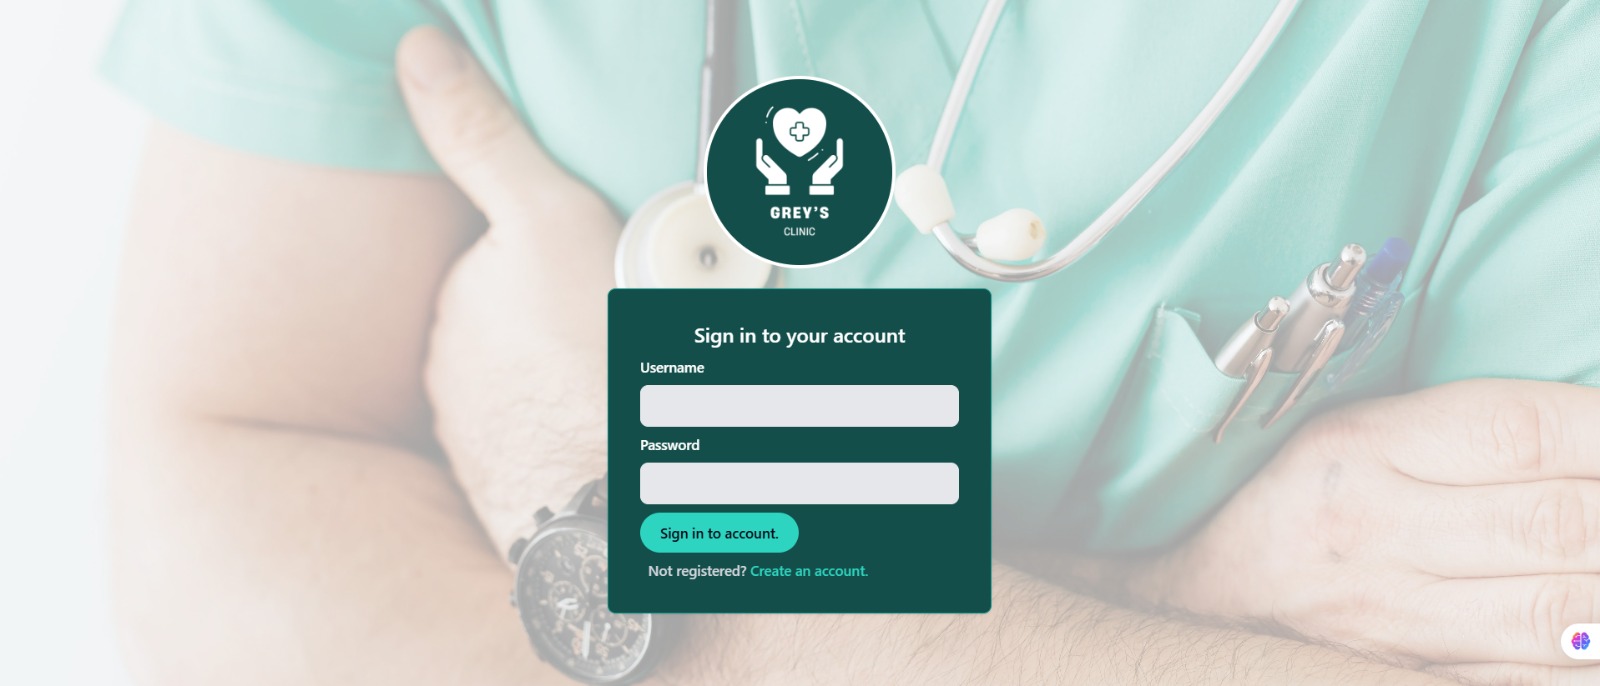 GREY'S
CLINIC
Sign in to your account
Username
Password
Sign in to account.
Not registered? Create an account.